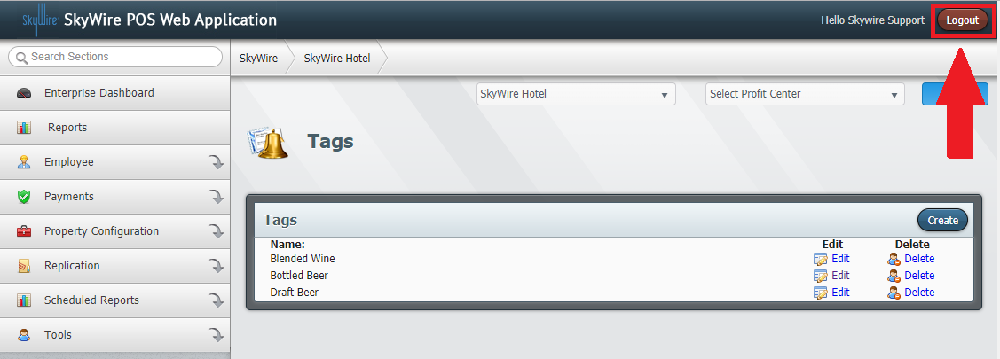 SkyWire SkyWire POS Web Application
Hello Skywire Support Logout
Search Sections
SkyWire SkyWire Hotel
Enterprise Dashboard
Reports
Employee
Payments
Property Configuration
Replication
Scheduled Reports
Tools
SkyWire Hotel Select Profit Center
Tags
Tags Create
Name: Edit Delete
Blended Wine Edit Delete
Bottled Beer Edit Delete
Draft Beer Edit Delete